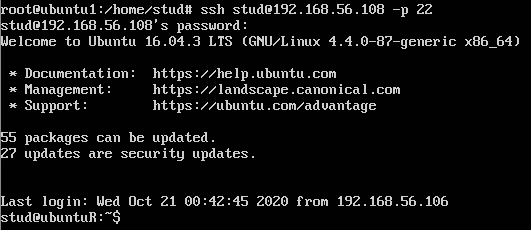 root@ubuntu1:/home/stud# ssh stud@192.168.56.108 -p 22
stud@192.168.56.108's password:
Welcome to Ubuntu 16.04.3 LTS (GNU/Linux 4.4.0-87-generic x86_64)
* Documentation:  https://help.ubuntu.com
* Management:     https://landscape.canonical.com
* Support:        https://ubuntu.com/advantage
55 packages can be updated.
27 updates are security updates.
Last login: Wed Oct 21 00:42:45 2020 from 192.168.56.106
stud@ubuntuR:~$